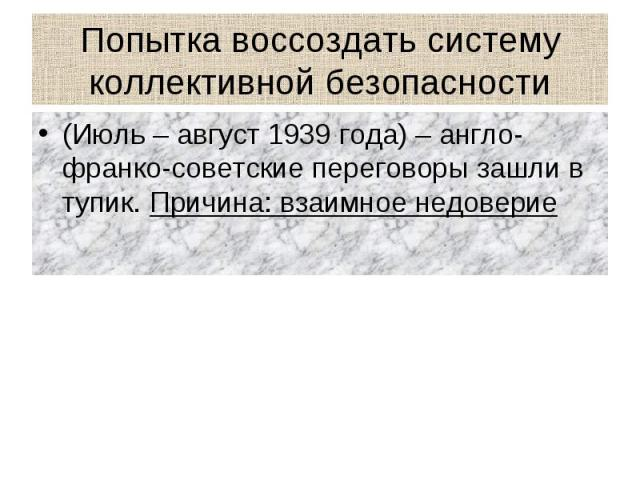 Попытка воссоздать систему
коллективной безопасности
• (Июль – август 1939 года) – англо-
франко-советские переговоры зашли в
тупик. Причина: взаимное недоверие